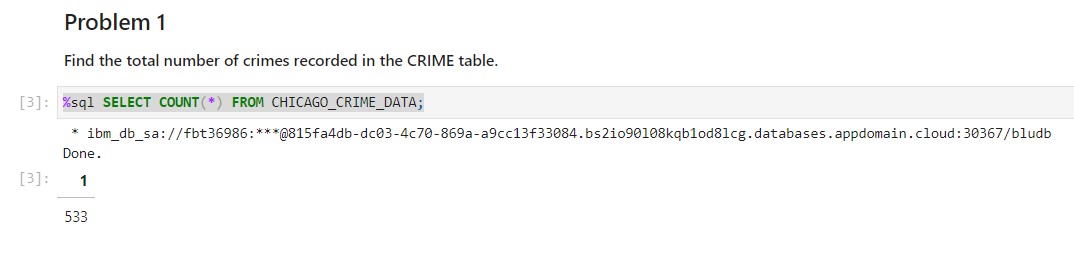 Problem 1
Find the total number of crimes recorded in the CRIME table.
[3]: %sql SELECT COUNT(*) FROM CHICAGO_CRIME_DATA;
* ibm_db_sa://fbt36986:***@815fa4db-dc03-4c70-869a-a9cc13f33084.bs2io90l08kqb1od8lcg.databases.appdomain.cloud:30367/bludb
Done.
[3]: 1
533